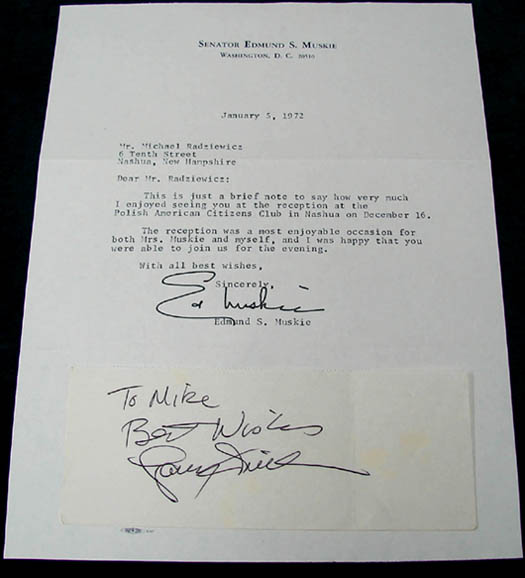 SENATOR EDMUND S. MUSKIE
WASHINGTON, D. C. 20510
January 5, 1972
Mr. Michael Radziewicz
6 Tenth Street
Nashua, New Hampshire
Dear Mr. Radziewicz:
This is just a brief note to say how very much
I enjoyed seeing you at the reception at the
Polish American Citizens Club in Nashua on December 16.
The reception was a most enjoyable occasion for
both Mrs. Muskie and myself, and I was happy that you
were able to join us for the evening.
With all best wishes,
Sincerely,
Ed Muskie
Edmund S. Muskie
To Mike
Best Wishes